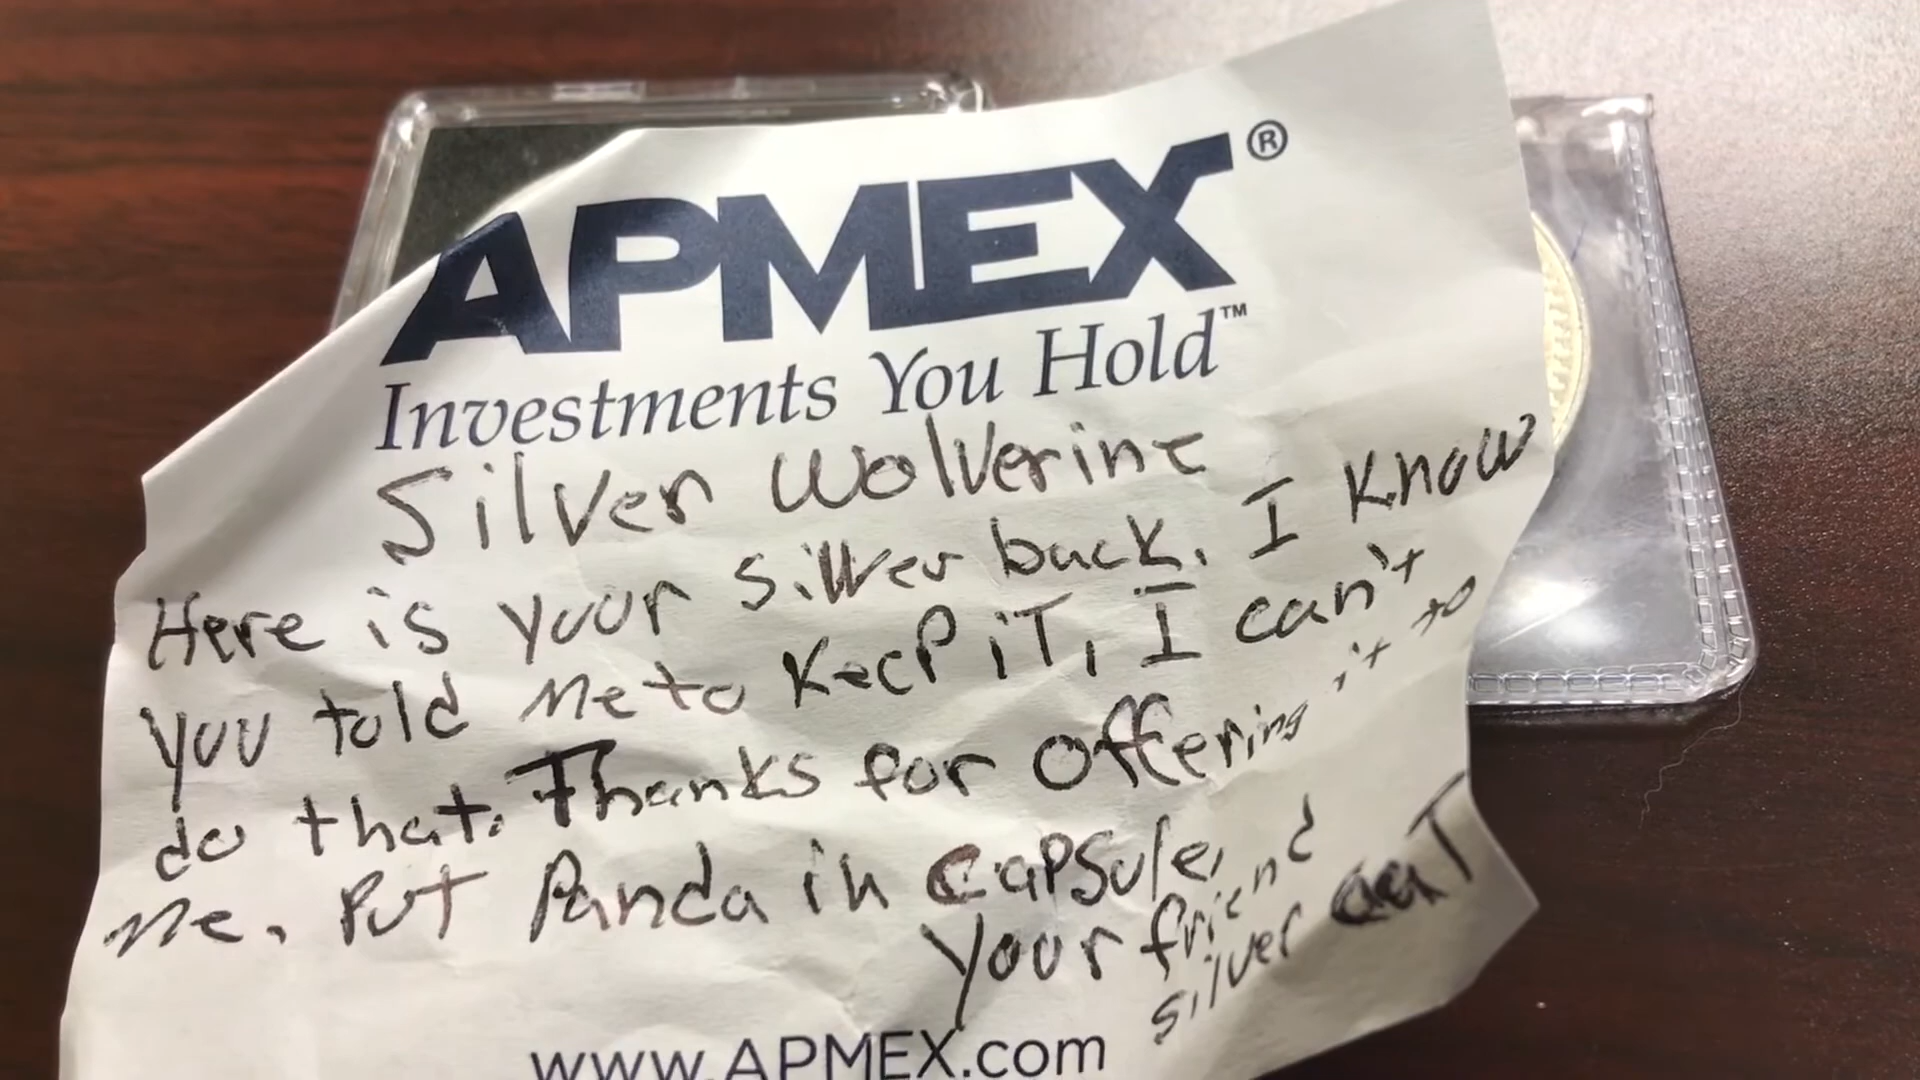 APMEX®
Investments You Hold™
Silver Wolverine
Here is your silver back. I know
you told me to keep iT, I can't
do that. Thanks for offering it to
me. Put Panda in capsule,
your friend
silver
www.APMEX.com